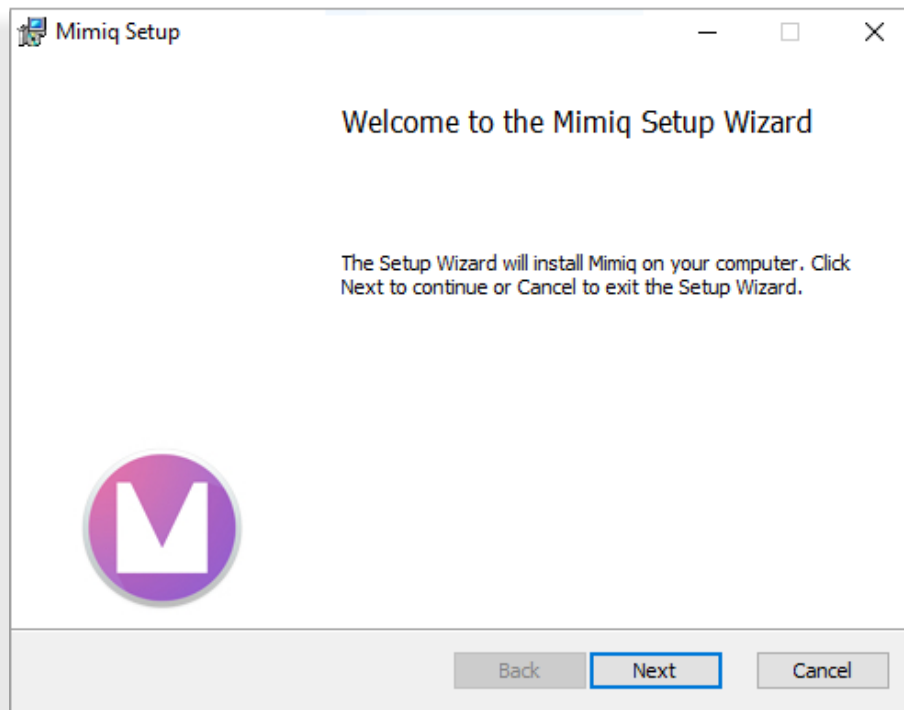 Mimiq Setup
Welcome to the Mimiq Setup Wizard
The Setup Wizard will install Mimiq on your computer. Click
Next to continue or Cancel to exit the Setup Wizard.
M
Back Next Cancel